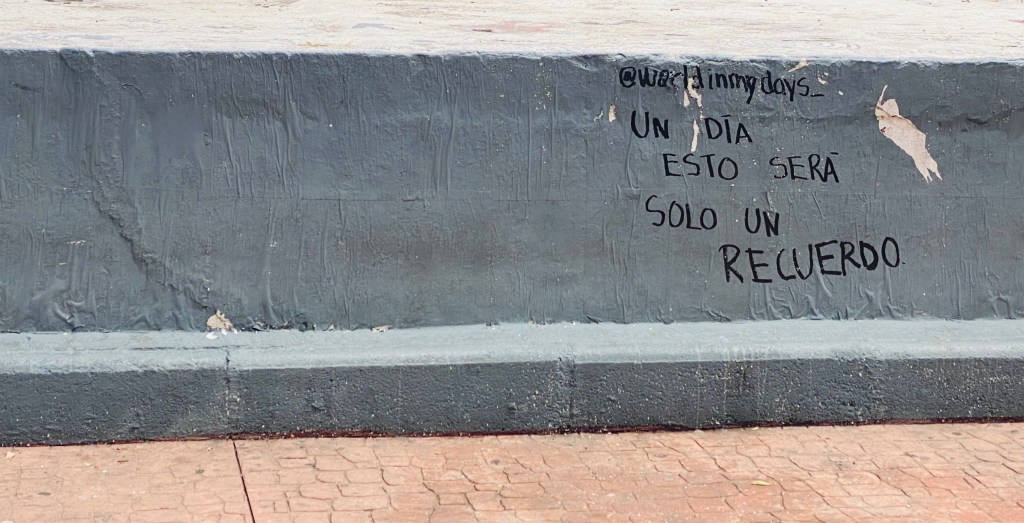 @worldinmydays_
UN DÍA
ESTO SERÁ
SOLO UN
RECUERDO.